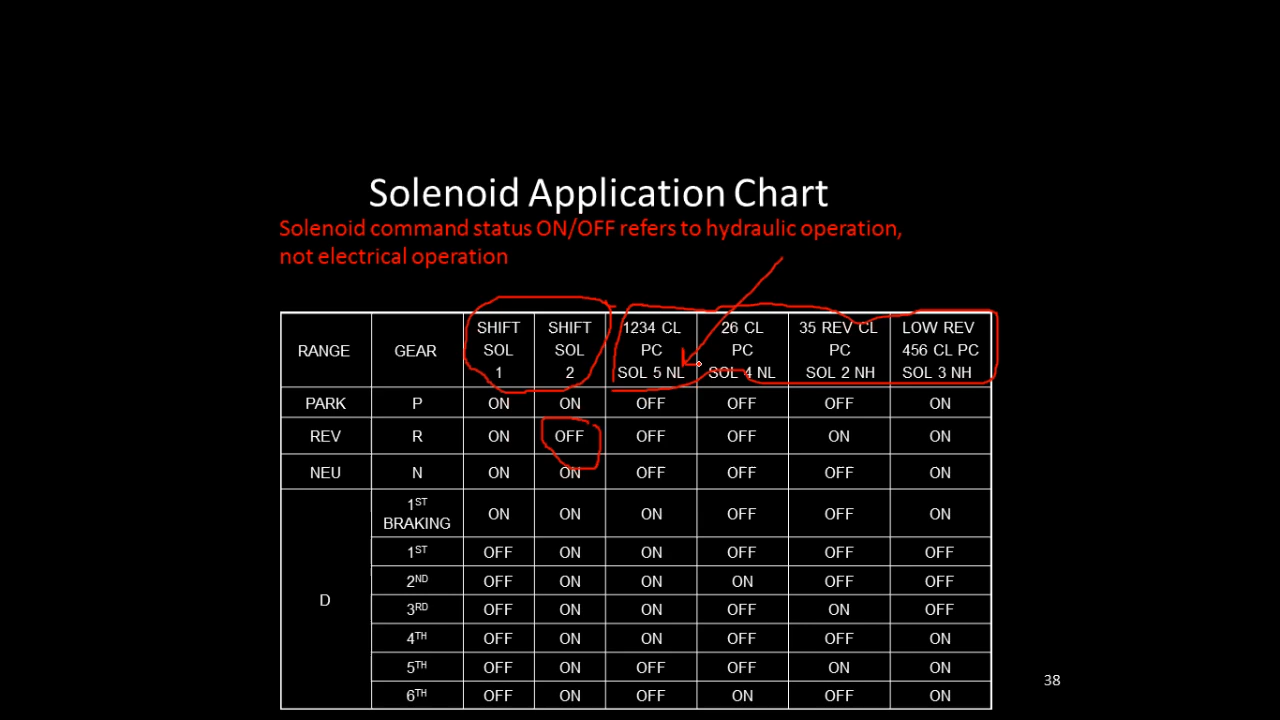 Solenoid Application Chart
Solenoid command status ON/OFF refers to hydraulic operation,
not electrical operation
RANGE GEAR SHIFT SOL 1 SHIFT SOL 2 1234 CL PC SOL 5 NL 26 CL PC SOL 4 NL 35 REV CL PC SOL 2 NH LOW REV 456 CL PC SOL 3 NH
PARK P ON ON OFF OFF OFF ON
REV R ON OFF OFF OFF ON ON
NEU N ON ON OFF OFF OFF ON
D 1ST BRAKING ON ON ON OFF OFF ON
1ST OFF ON ON OFF OFF OFF
2ND OFF ON ON ON OFF OFF
3RD OFF ON ON OFF ON OFF
4TH OFF ON ON OFF OFF ON
5TH OFF ON OFF OFF ON ON
6TH OFF ON OFF ON OFF ON
38